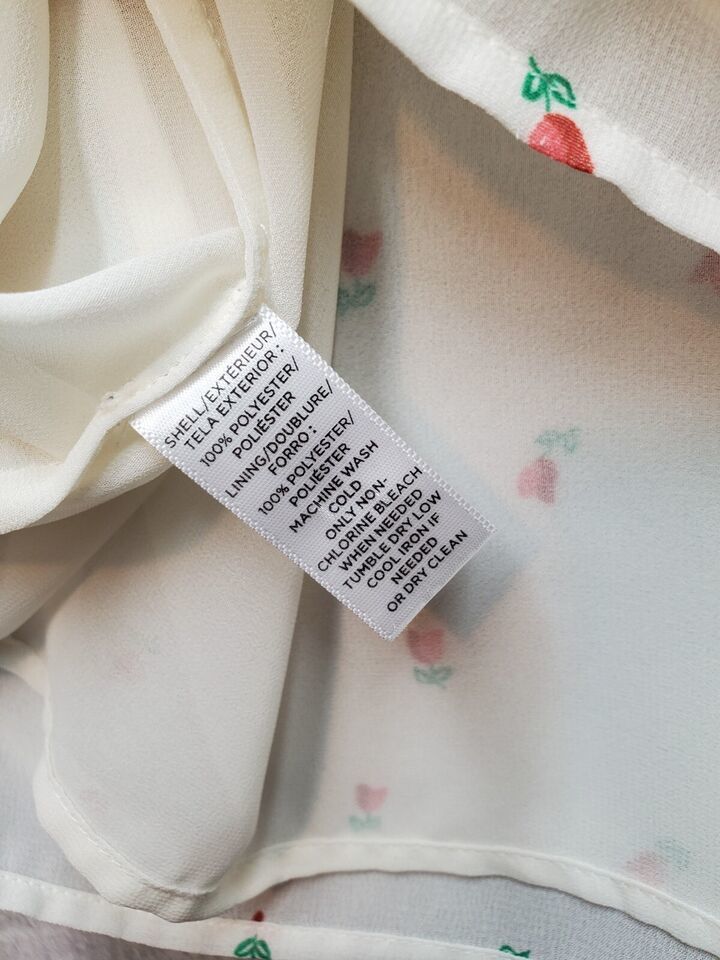 SHELL/EXTÉRIEUR/
TELA EXTERIOR:
100% POLYESTER/
POLIÉSTER
LINING/DOUBLURE/
FORRO:
100% POLYESTER/
POLIÉSTER
MACHINE WASH
COLD
ONLY NON-
CHLORINE BLEACH
WHEN NEEDED
TUMBLE DRY LOW
COOL IRON IF
NEEDED
OR DRY CLEAN